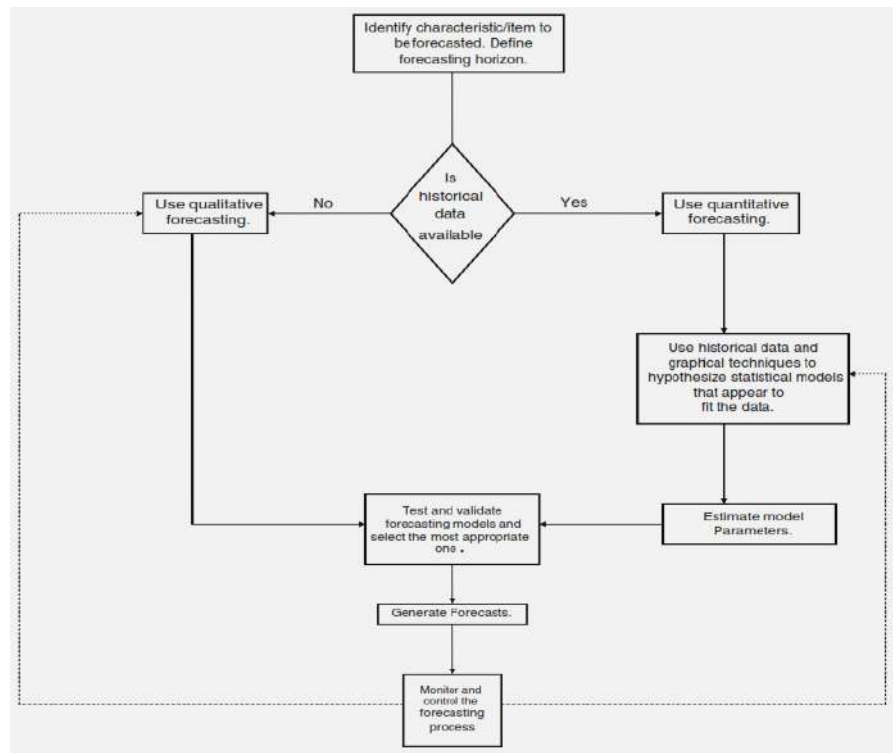 Identify characteristic/item to
be forecasted. Define
forecasting horizon.
Is
historical
data
available
No
Yes
Use qualitative
forecasting.
Use quantitative
forecasting.
Use historical data and
graphical techniques to
hypothesize statistical models
that appear to
fit the data.
Estimate model
Parameters.
Test and validate
forecasting models and
select the most appropriate
one .
Generate Forecasts.
Moniter and
control the
forecasting
process